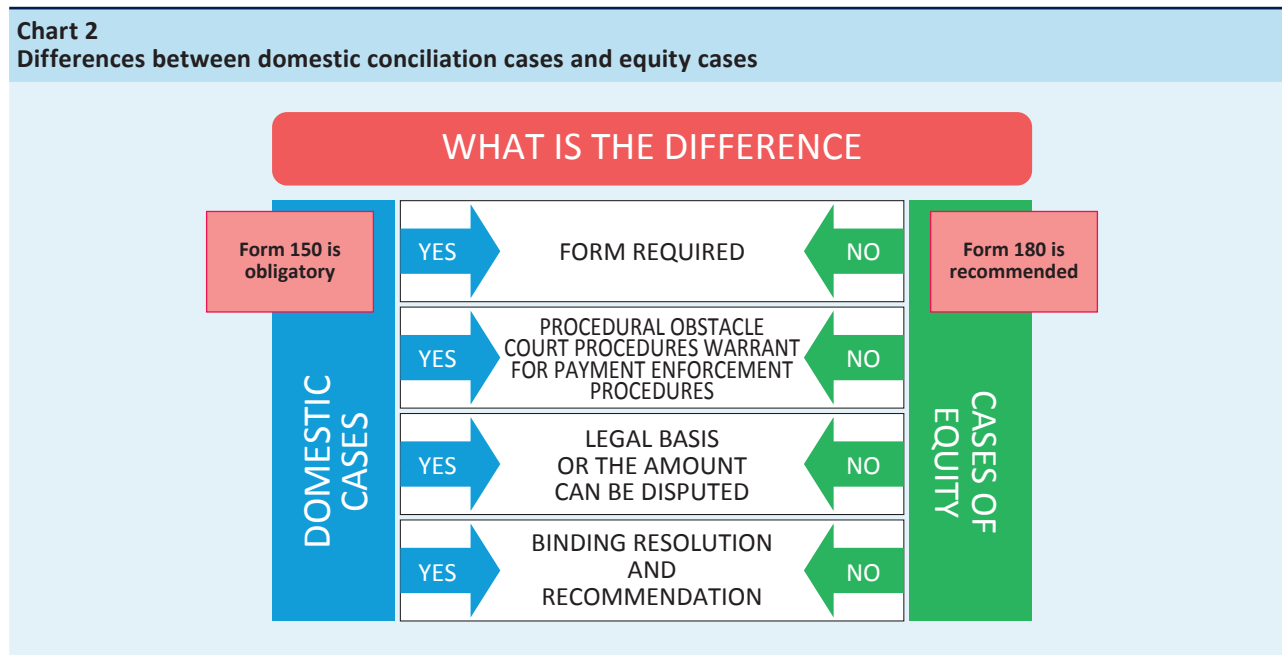 Chart 2
Differences between domestic conciliation cases and equity cases
WHAT IS THE DIFFERENCE
Form 150 is
obligatory
DOMESTIC
CASES
YES
FORM REQUIRED
NO
YES
PROCEDURAL OBSTACLE
COURT PROCEDURES WARRANT
FOR PAYMENT ENFORCEMENT
PROCEDURES
NO
YES
LEGAL BASIS
OR THE AMOUNT
CAN BE DISPUTED
NO
YES
BINDING RESOLUTION
AND
RECOMMENDATION
NO
Form 180 is
recommended
CASES OF
EQUITY